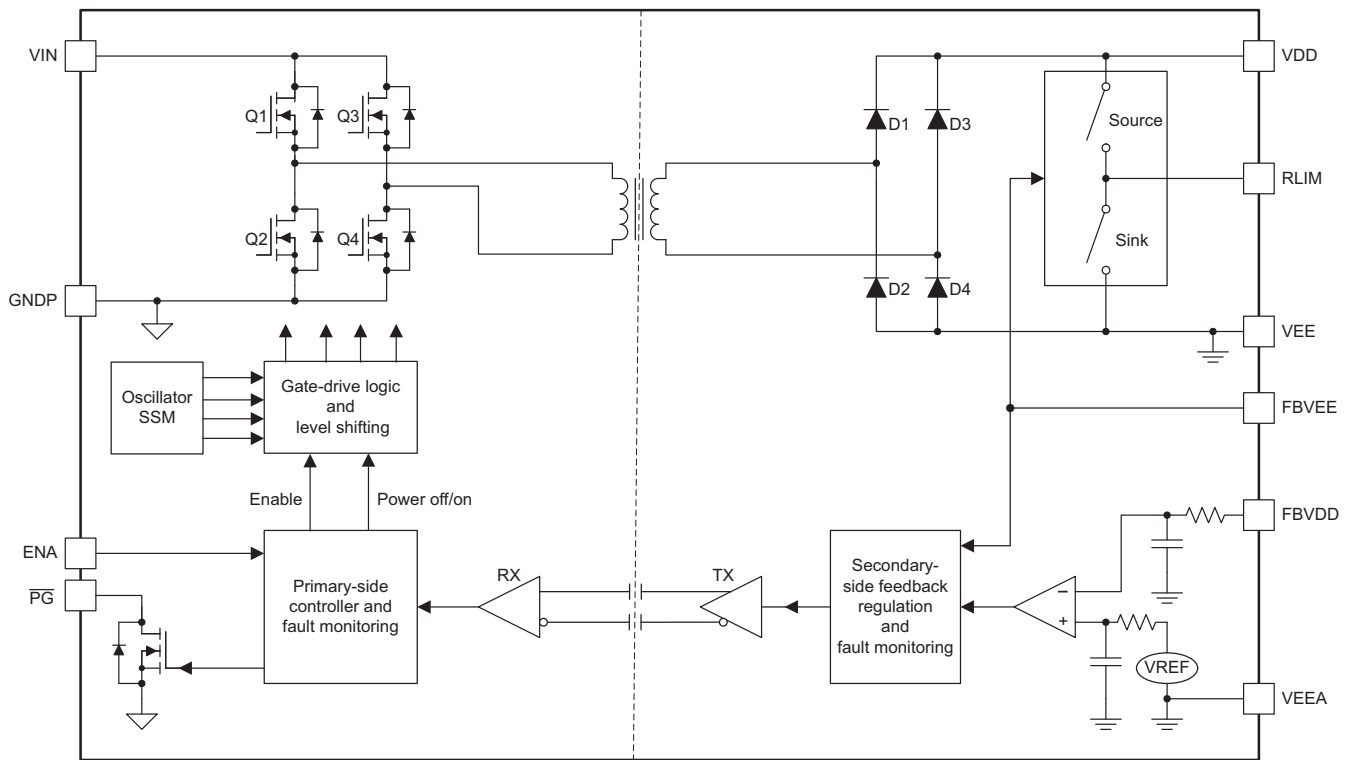 VIN
VDD
Q1
Q3
D1
D3
Source
RLIM
Q2
Q4
Sink
D2
D4
GNDP
VEE
Oscillator
SSM
Gate-drive logic
and
level shifting
FBVEE
Enable
Power off/on
FBVDD
ENA
PG
Primary-side
controller and
fault monitoring
RX
TX
Secondary-
side feedback
regulation
and
fault monitoring
−
+
VREF
VEEA